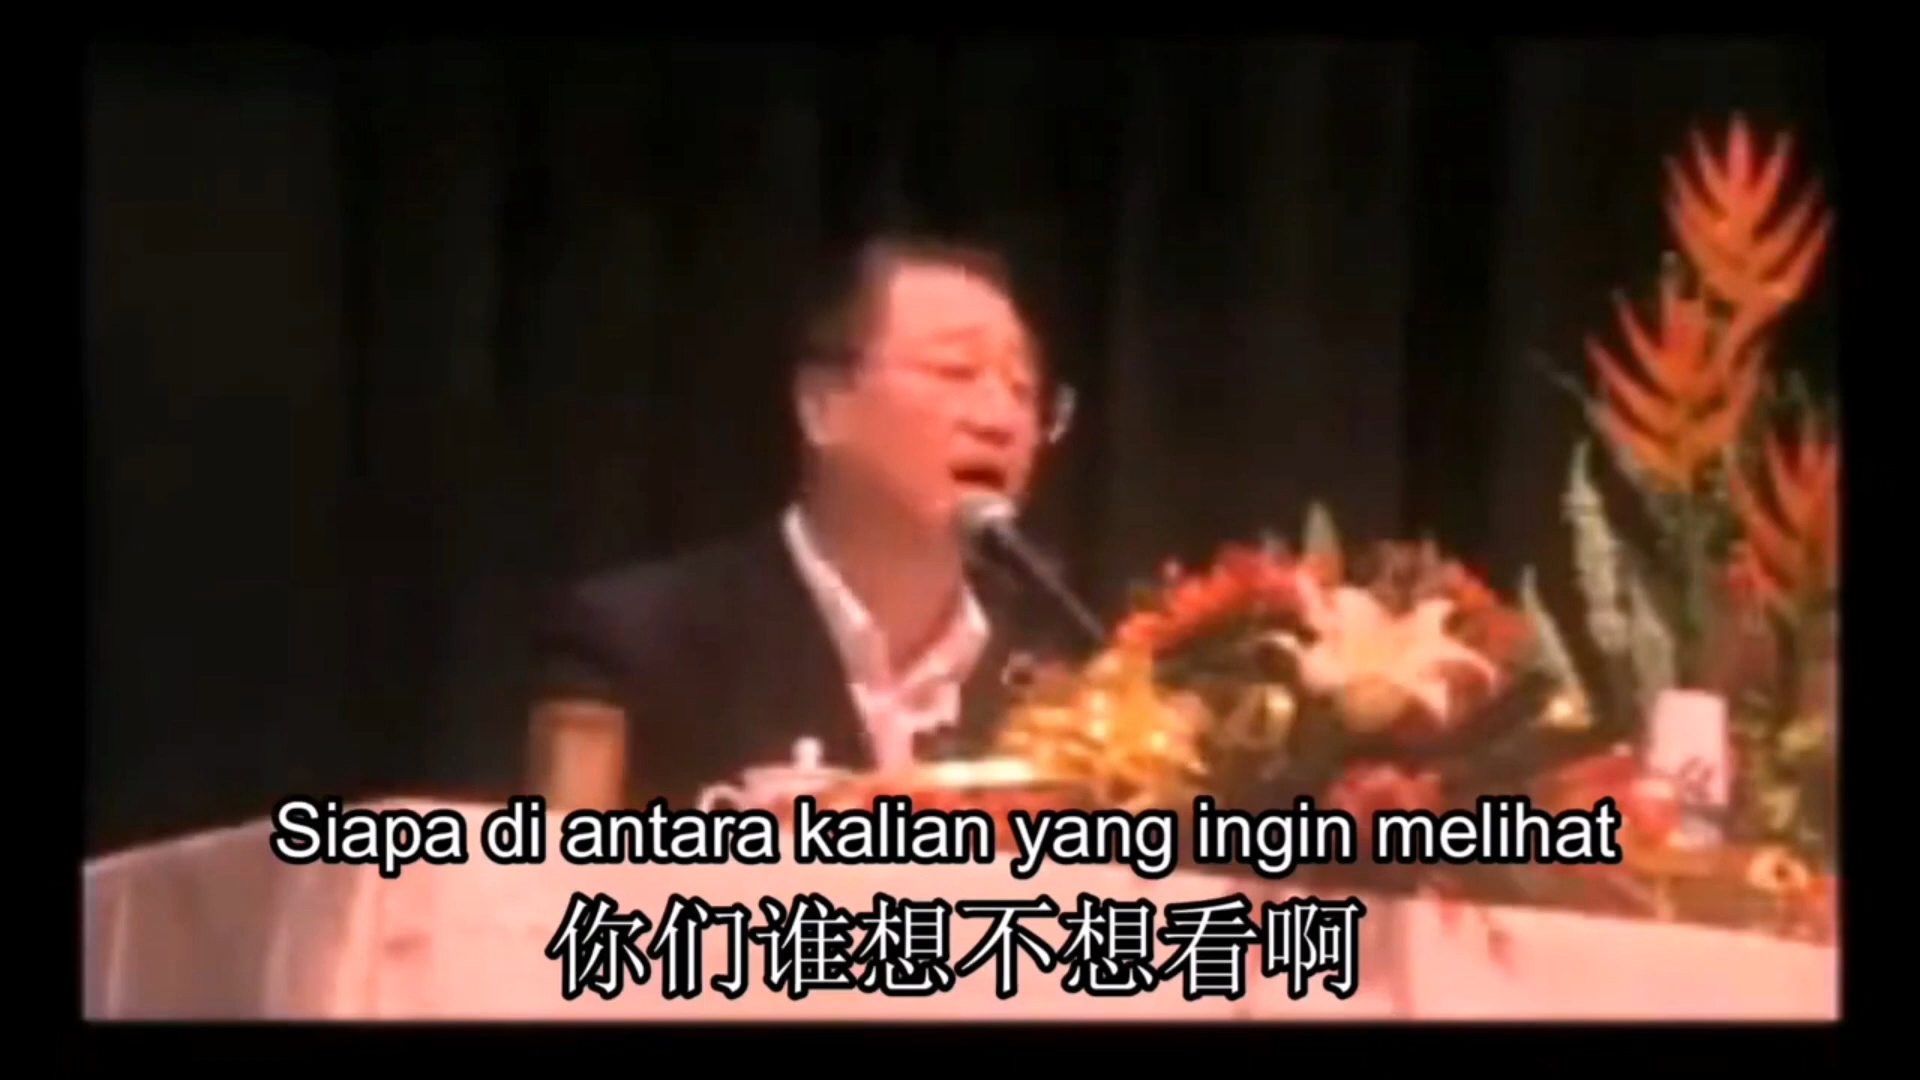 Siapa di antara kalian yang ingin melihat
你们谁想不想看啊